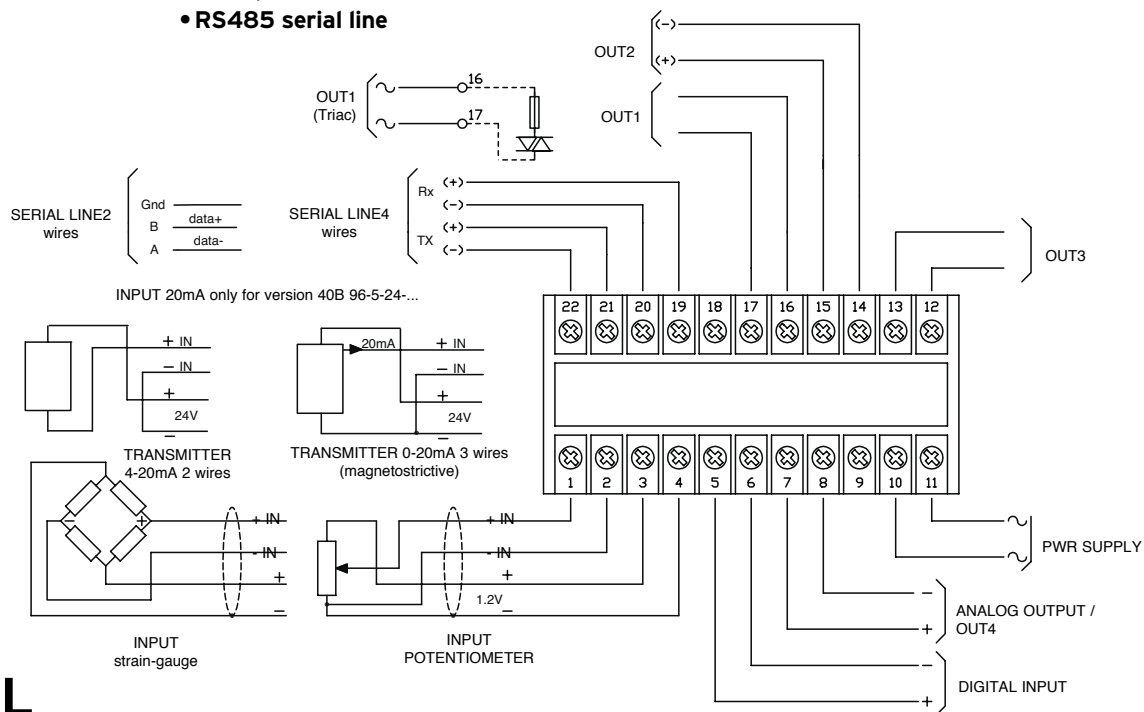 • RS485 serial line
OUT2
(-)
(+)
OUT1
OUT1
(Triac)
16
17
SERIAL LINE2
wires
Gnd
B data+
A data-
SERIAL LINE4
wires
Rx (+)
(-)
TX (+)
(-)
OUT3
INPUT 20mA only for version 40B 96-5-24-...
22 21 20 19 18 17 16 15 14 13 12
+ IN
- IN
+
24V
-
TRANSMITTER
4-20mA 2 wires
20mA
+ IN
- IN
+
24V
-
TRANSMITTER 0-20mA 3 wires
(magnetostrictive)
1 2 3 4 5 6 7 8 9 10 11
- +
+ IN
- IN
+
-
INPUT
strain-gauge
+ IN
- IN
+
1.2V
-
INPUT
POTENTIOMETER
PWR SUPPLY
-
+
ANALOG OUTPUT /
OUT4
-
+
DIGITAL INPUT
L